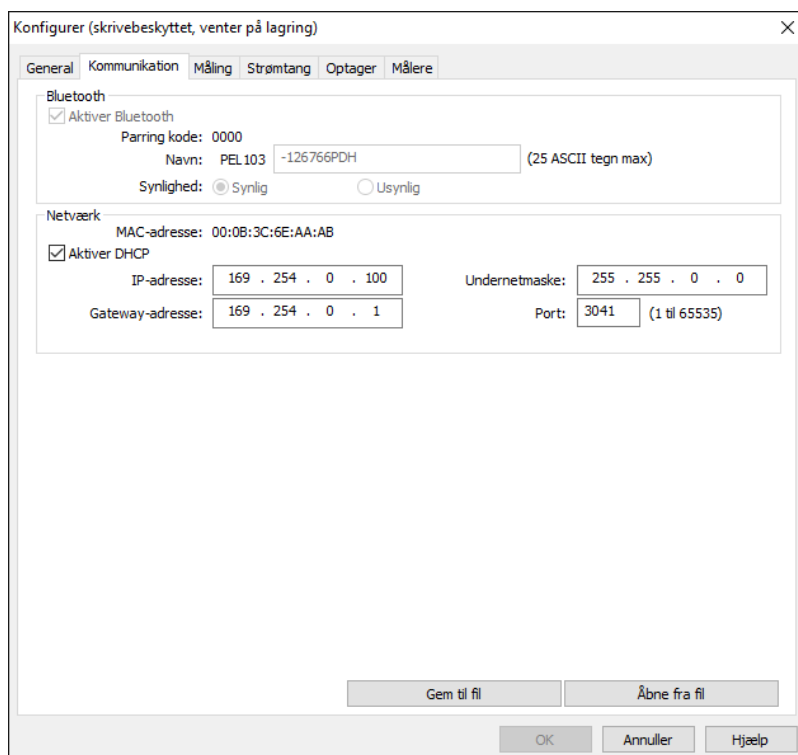 Konfigurer (skrivebeskyttet, venter på lagring)
General Kommunikation Måling Strømtang Optager Målere
Bluetooth
Aktiver Bluetooth
Parring kode: 0000
Navn: PEL103 -126766PDH (25 ASCII tegn max)
Synlighed: Synlig Usynlig
Netværk
MAC-adresse: 00:0B:3C:6E:AA:AB
Aktiver DHCP
IP-adresse: 169 . 254 . 0 . 100 Undernetmaske: 255 . 255 . 0 . 0
Gateway-adresse: 169 . 254 . 0 . 1 Port: 3041 (1 til 65535)
Gem til fil Åbne fra fil
OK Annuller Hjælp